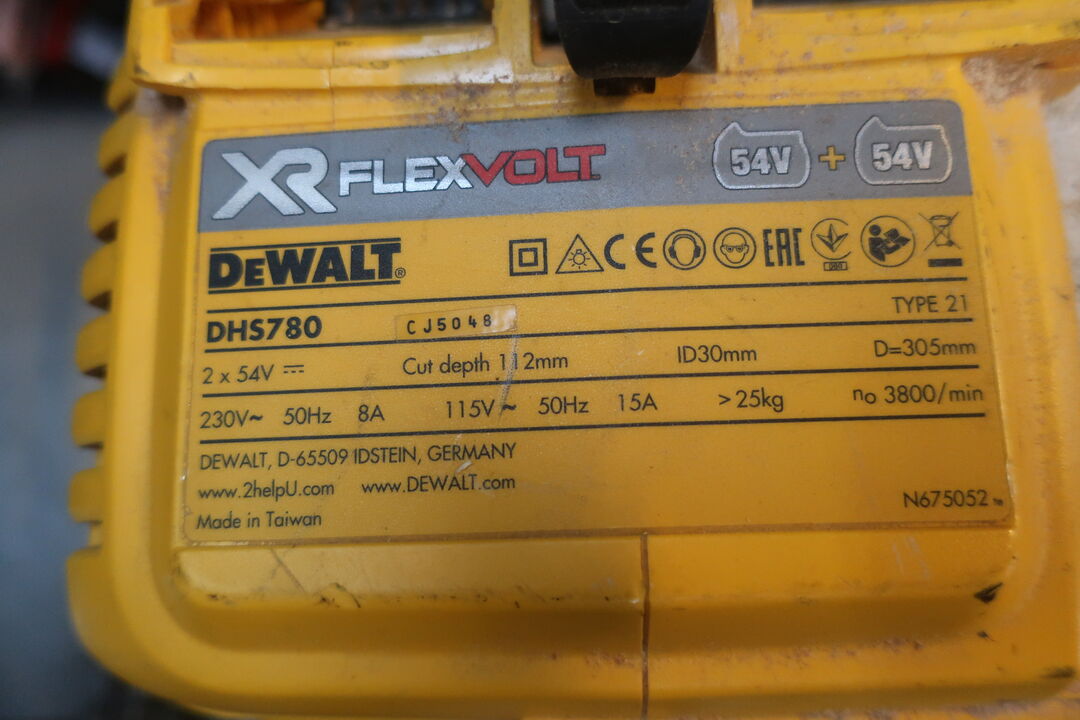 XR FLEXVOLT 54V + 54V
DEWALT® CE EAC
DHS780 CJ5048 TYPE 21
2 x 54V ⎓ Cut depth 112mm ID30mm D=305mm
230V~ 50Hz 8A 115V~ 50Hz 15A >25kg no 3800/min
DEWALT, D-65509 IDSTEIN, GERMANY
www.2helpU.com www.DEWALT.com
Made in Taiwan N675052